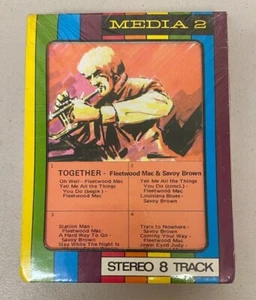 MEDIA 2
TOGETHER - Fleetwood Mac & Savoy Brown
1
Oh Well - Fleetwood Mac
Tell Me All the Things
You Do (begin.) -
Fleetwood Mac
2
Tell Me All the Things
You Do (concl.) -
Fleetwood Mac
Louisiana Blues -
Savoy Brown
3
Station Man -
Fleetwood Mac
A Hard Way To Go -
Savoy Brown
Stay While The Night Is
4
Train to Nowhere -
Savoy Brown
Coming Your Way -
Fleetwood Mac
Jewel Eyed Judy -
STEREO 8 TRACK